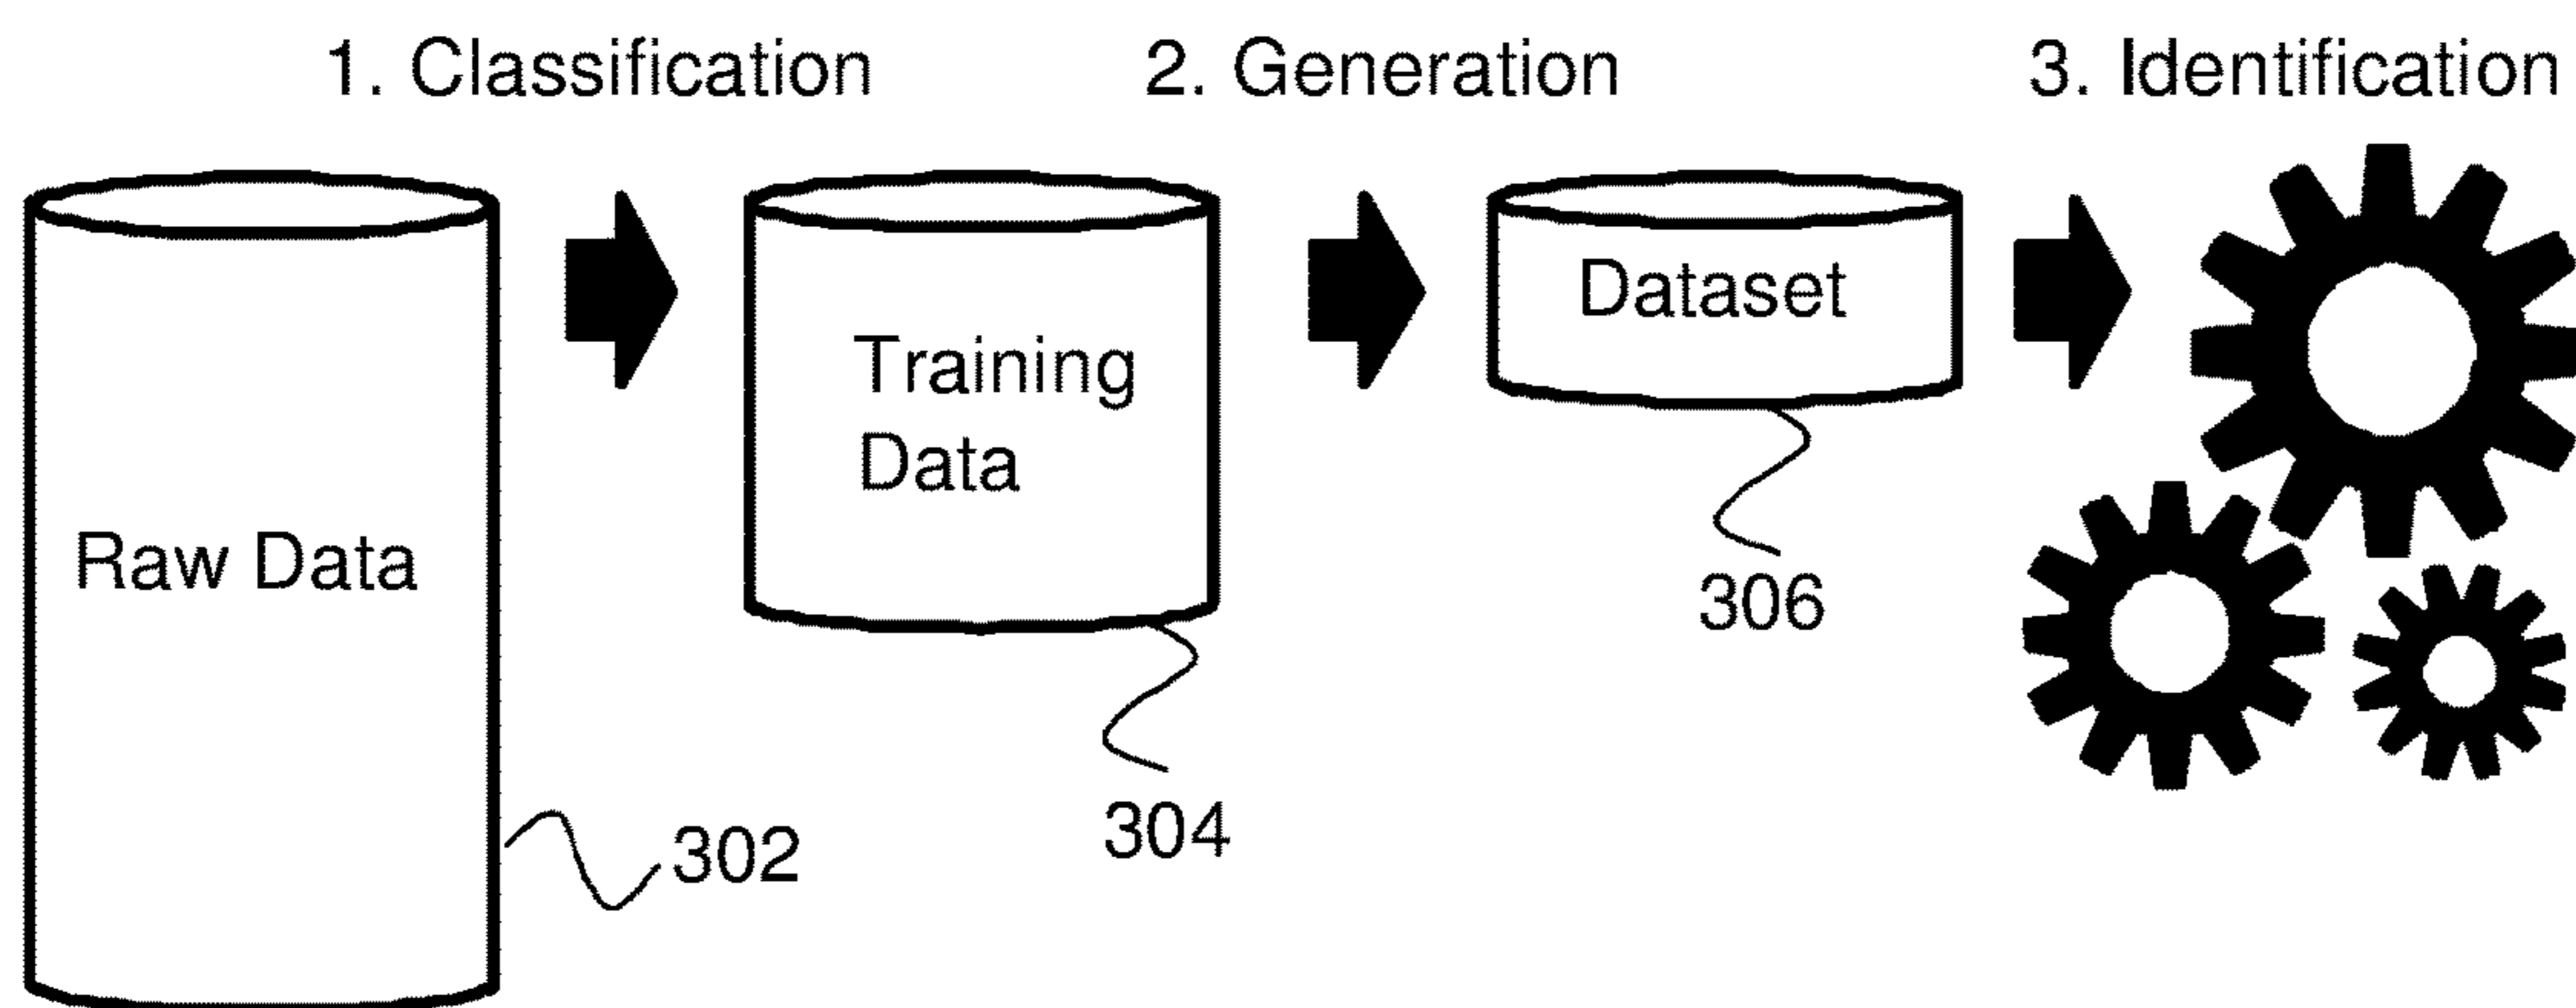 1. Classification
2. Generation
3. Identification
Raw Data
Training
Data
Dataset
302
304
306